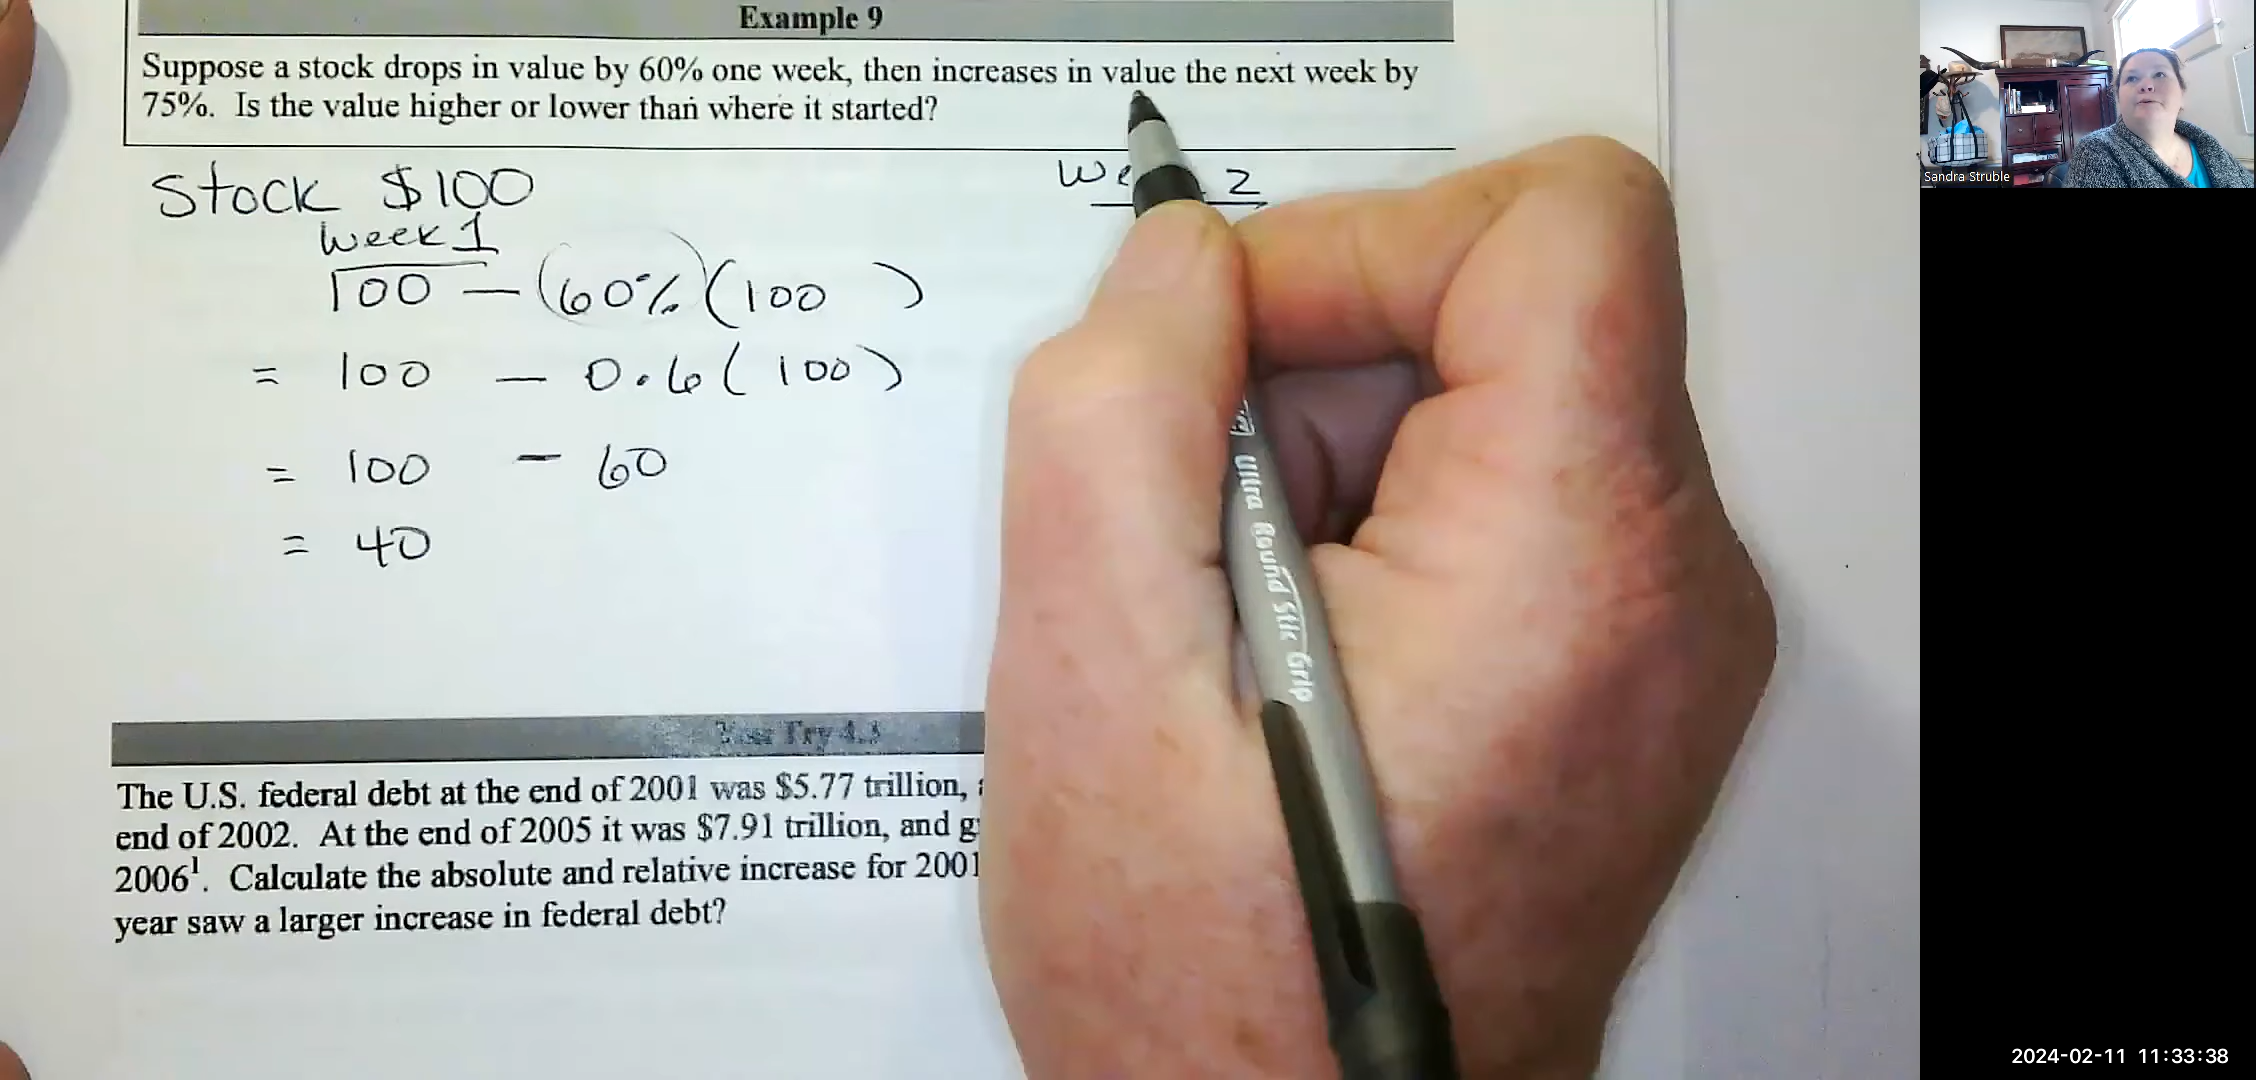 Example 9
Suppose a stock drops in value by 60% one week, then increases in value the next week by
75%. Is the value higher or lower than where it started?
Stock $100
Week 1
100 — (60%)(100 )
= 100 — 0.6(100)
= 100 - 60
= 40
2
Ultra Round Stic Grip
You Try 4.3
The U.S. federal debt at the end of 2001 was $5.77 trillion,
end of 2002. At the end of 2005 it was $7.91 trillion, and
2006¹. Calculate the absolute and relative increase for 2001
year saw a larger increase in federal debt?
Sandra Struble
2024-02-11 11:33:38